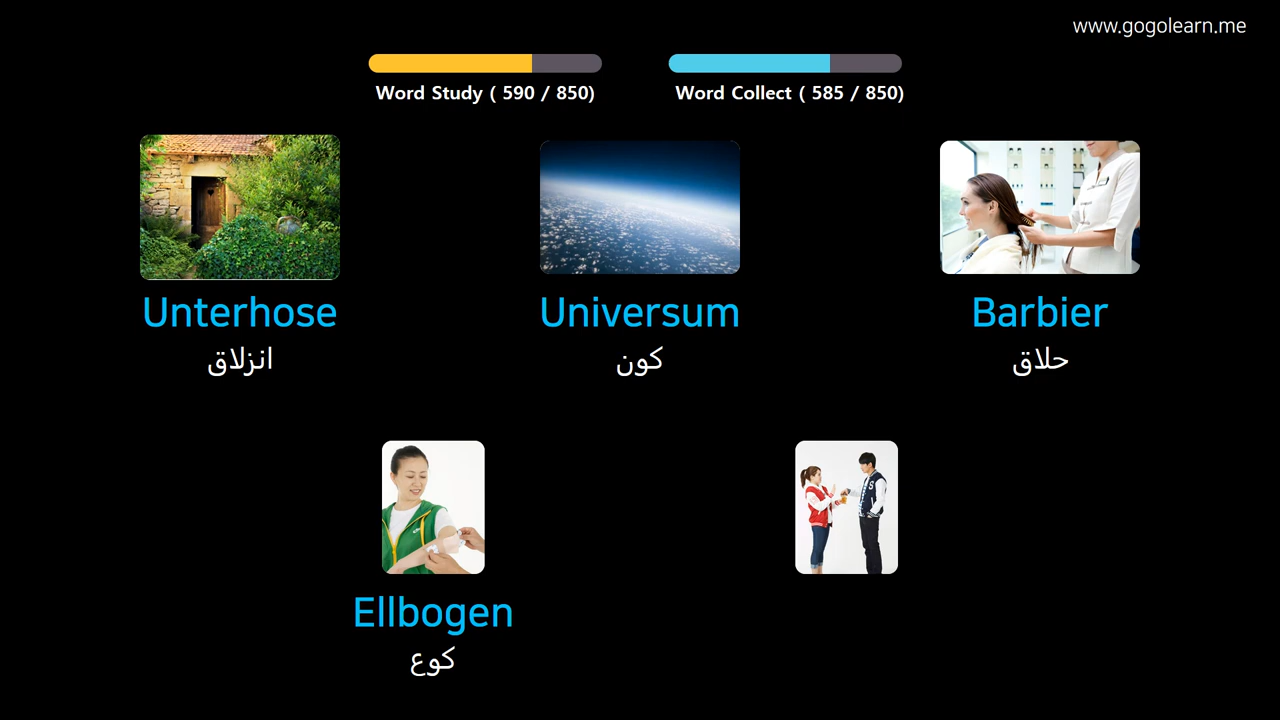 www.gogolearn.me
Word Study ( 590 / 850)
Word Collect ( 585 / 850)
Unterhose
انزلاق
Universum
كون
Barbier
حلاق
Ellbogen
كوع